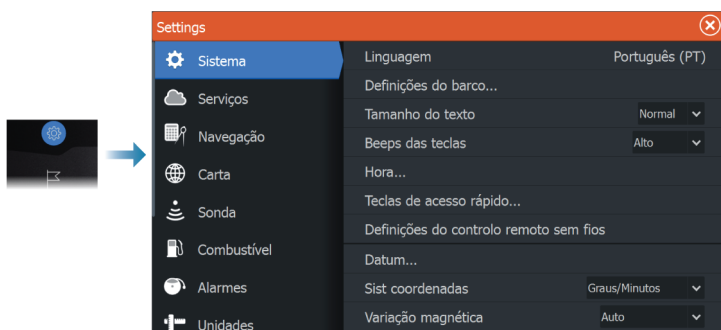 Settings
Sistema
Serviços
Navegação
Carta
Sonda
Combustível
Alarmes
Unidades
Linguagem Português (PT)
Definições do barco...
Tamanho do texto Normal
Beeps das teclas Alto
Hora...
Teclas de acesso rápido...
Definições do controlo remoto sem fios
Datum...
Sist coordenadas Graus/Minutos
Variação magnética Auto